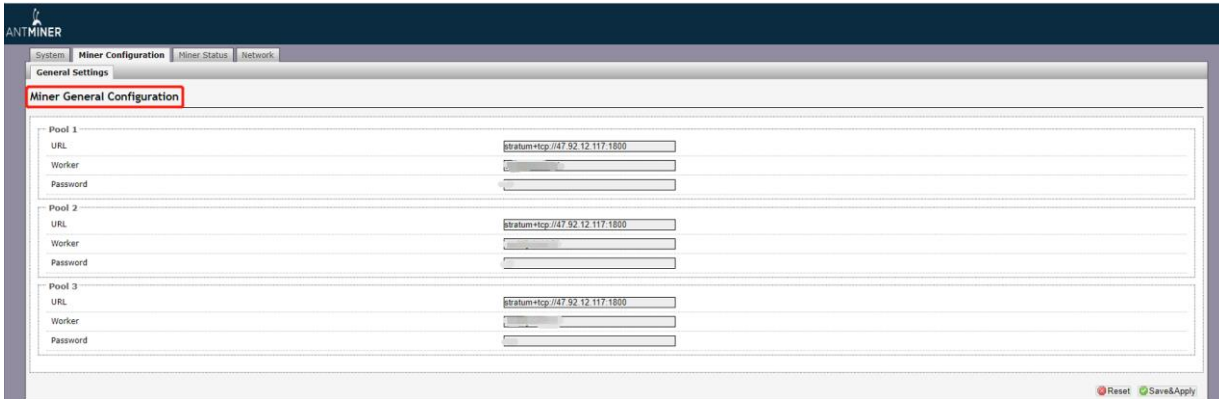 ANTMINER
System Miner Configuration Miner Status Network
General Settings
Miner General Configuration
Pool 1
URL stratum+tcp://47.92.12.117:1800
Worker
Password
Pool 2
URL stratum+tcp://47.92.12.117:1800
Worker
Password
Pool 3
URL stratum+tcp://47.92.12.117:1800
Worker
Password
Reset Save&Apply